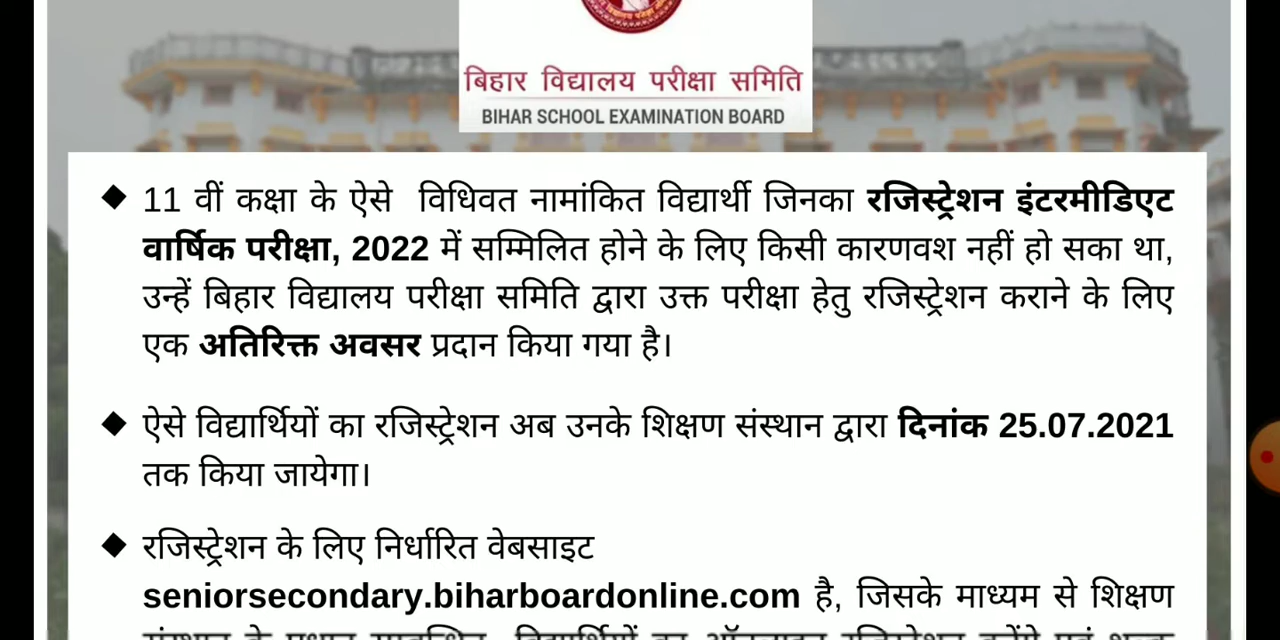 बिहार विद्यालय परीक्षा समिति
BIHAR SCHOOL EXAMINATION BOARD
◆ 11 वीं कक्षा के ऐसे विधिवत नामांकित विद्यार्थी जिनका रजिस्ट्रेशन इंटरमीडिएट
वार्षिक परीक्षा, 2022 में सम्मिलित होने के लिए किसी कारणवश नहीं हो सका था,
उन्हें बिहार विद्यालय परीक्षा समिति द्वारा उक्त परीक्षा हेतु रजिस्ट्रेशन कराने के लिए
एक अतिरिक्त अवसर प्रदान किया गया है।
◆ ऐसे विद्यार्थियों का रजिस्ट्रेशन अब उनके शिक्षण संस्थान द्वारा दिनांक 25.07.2021
तक किया जायेगा।
◆ रजिस्ट्रेशन के लिए निर्धारित वेबसाइट
seniorsecondary.biharboardonline.com है, जिसके माध्यम से शिक्षण